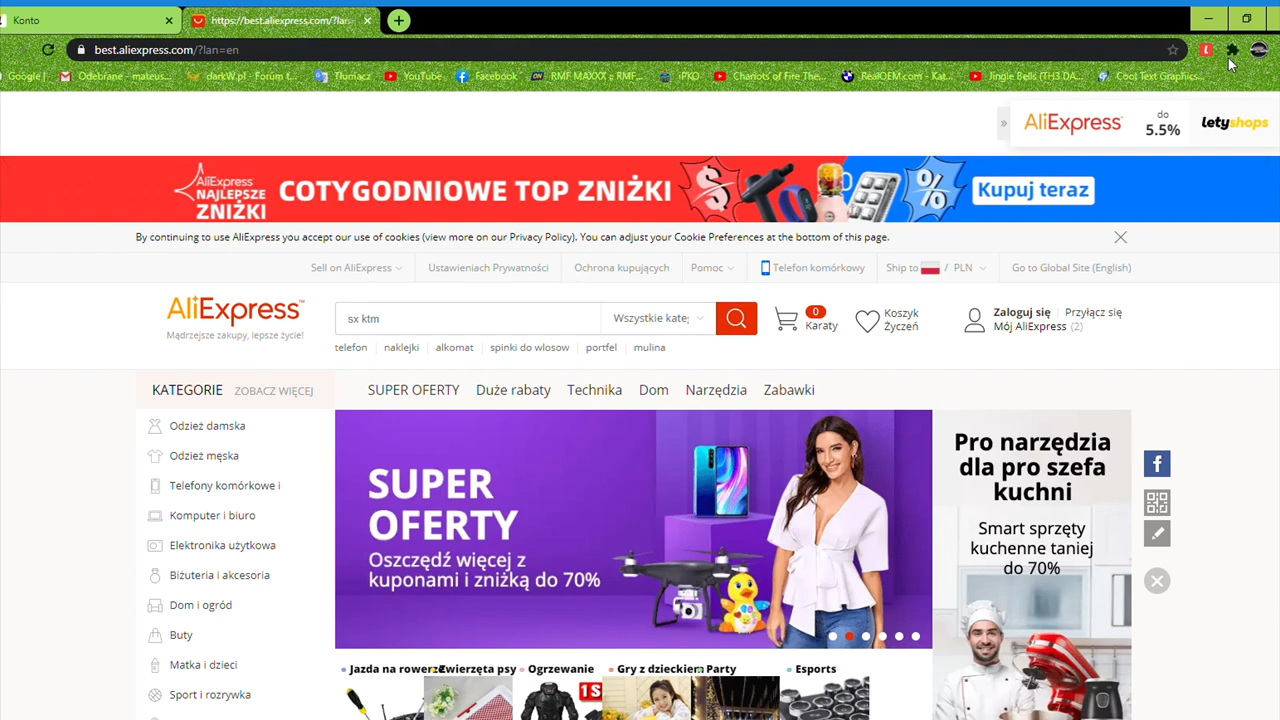 Konto
https://best.aliexpress.com/?lan
best.aliexpress.com/?lan=en
Google |
Odebrane - mateus...
darkW.pl - Forum t...
Tłumacz
YouTube
Facebook
RMF MAXXX » RMF...
iPKO
Chariots of Fire The...
RealOEM.com - Kat...
Jingle Bells (TH3 DA...
Cool Text Graphics...
AliExpress
do
5.5%
letyshops
AliExpress
NAJLEPSZE
ZNIŻKI
COTYGODNIOWE TOP ZNIŻKI
$
%
Kupuj teraz
By continuing to use AliExpress you accept our use of cookies (view more on our Privacy Policy). You can adjust your Cookie Preferences at the bottom of this page.
Sell on AliExpress
Ustawieniach Prywatności
Ochrona kupujących
Pomoc
Telefon komórkowy
Ship to / PLN
Go to Global Site (English)
AliExpress™
Mądrzejsze zakupy, lepsze życie!
sx ktm
Wszystkie kate
0
Karaty
Koszyk
Życzeń
Zaloguj się
Przyłącz się
Mój AliExpress (2)
telefon
naklejki
alkomat
spinki do wlosow
portfel
mulina
KATEGORIE
ZOBACZ WIĘCEJ
SUPER OFERTY
Duże rabaty
Technika
Dom
Narzędzia
Zabawki
Odzież damska
Odzież męska
Telefony komórkowe i
Komputer i biuro
Elektronika użytkowa
Biżuteria i akcesoria
Dom i ogród
Buty
Matka i dzieci
Sport i rozrywka
SUPER
OFERTY
Oszczędź więcej z
kuponami i zniżką do 70%
Pro narzędzia
dla pro szefa
kuchni
Smart sprzęty
kuchenne taniej
do 70%
Jazda na rowerze
Zwierzęta psy
Ogrzewanie
Gry z dzieckiem
Party
Esports
1S